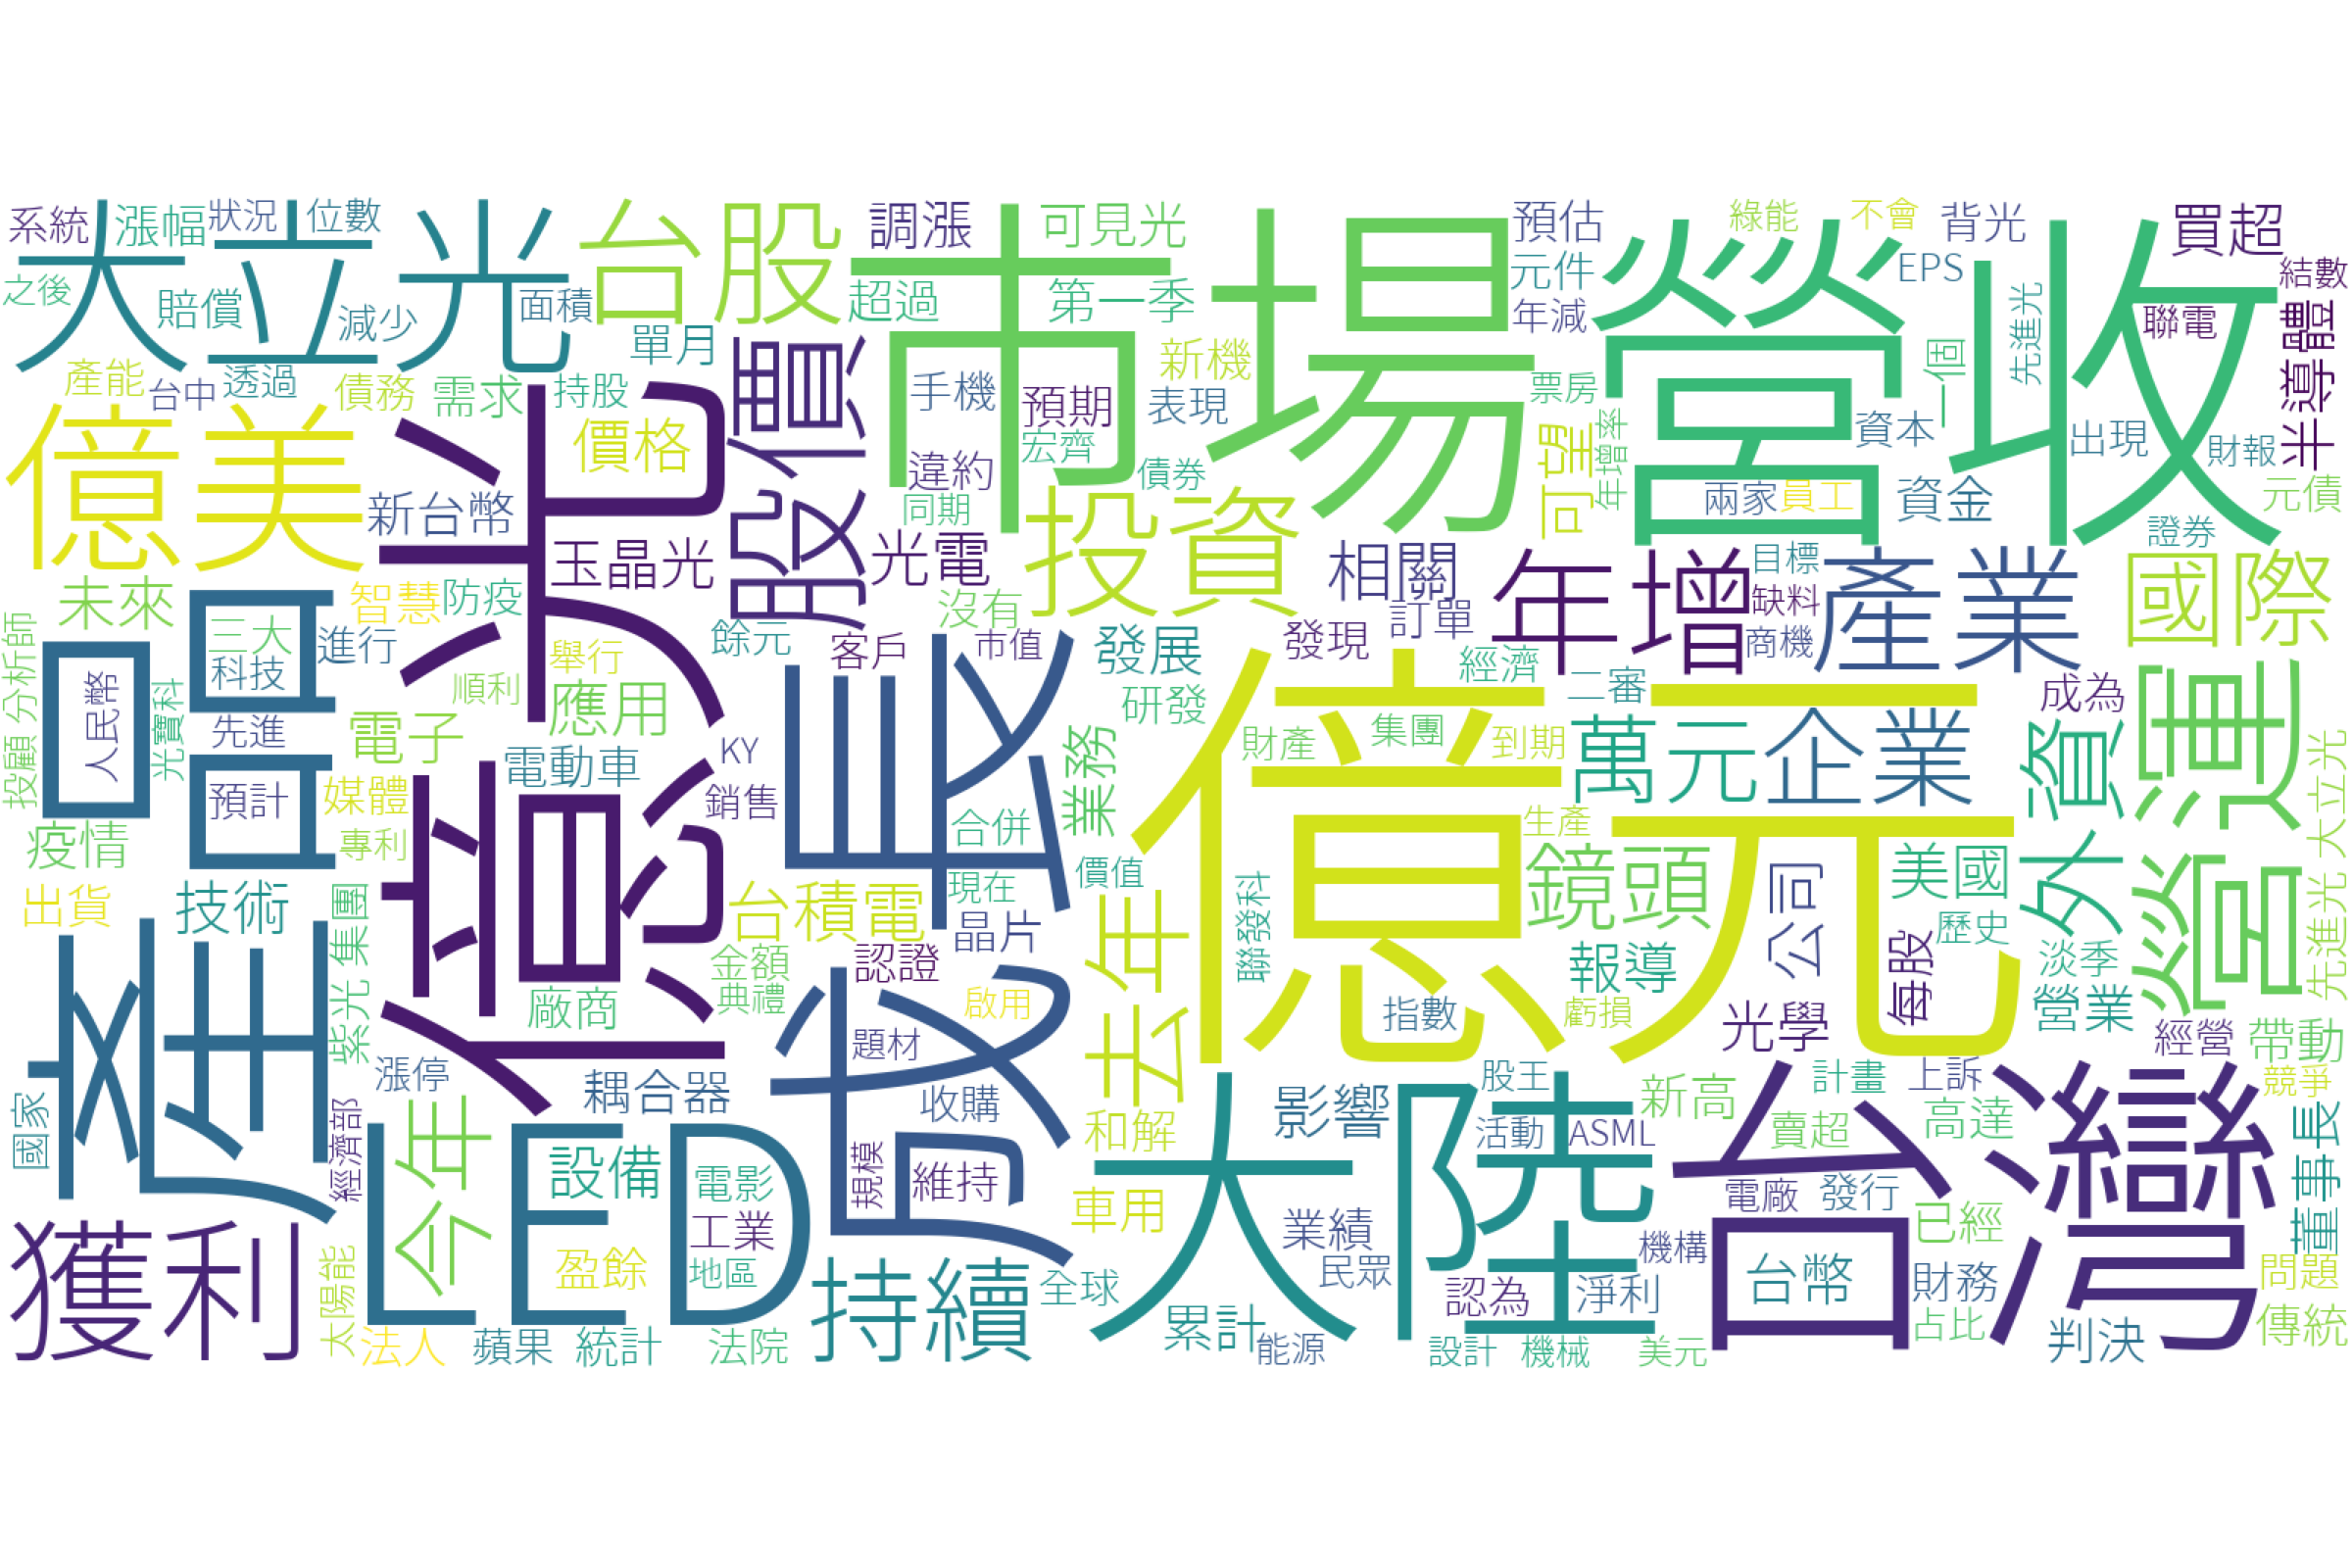 大立光
台股
市場
營收
系統
漲幅
狀況
位數
之後
賠償
減少
面積
調漲
可見光
超過
第一季
預估
元件
年減
綠能
不會
背光
EPS
買超
結數
聯電
先進光
半導體
單月
產能
台中
透過
債務
需求
持股
價格
股價
手機
預期
新機
表現
宏齊
債券
違約
同期
票房
可望
年增率
一個
資本
出現
財報
元債
兩家
員工
資金
證券
億美
億光
新台幣
玉晶光
光電
投資
相關
年增
產業
國際
目標
缺料
商機
未來
智慧
防疫
三大
科技
進行
先進
預計
人民幣
產品
光寶科
投顧 分析師
疫情
出貨
技術
順利
舉行
應用
電子
電動車
媒體
專利
餘元
客戶
市值
沒有
KY
銷售
成長
發展
研發
發現
訂單
經濟
二審
財產
集團
到期
億元
萬元
企業
成為
外資
營運
大立光
先進光
業務
合併
價值
現在
台積電
晶片
金額
典禮
認證
啟用
題材
收購
規模
維持
去年
聯發科
生產
鏡頭
報導
公司
美國
每股
歷史
淡季
營業
光學
經營
帶動
指數
虧損
紫光 集團
廠商
漲停
耦合器
國家
經濟部
今年
LED
設備
電影
工業
地區
盈餘
獲利
太陽能
法人
蘋果
統計
法院
持續
全球
累計
和解
車用
大陸
影響
股王
活動
ASML
新高
計畫
賣超
上訴
高達
競爭
董事長
業績
民眾
能源
認為
淨利
機構
電廠
發行
台灣
台幣
已經
財務
占比
判決
問題
傳統
設計
機械
美元